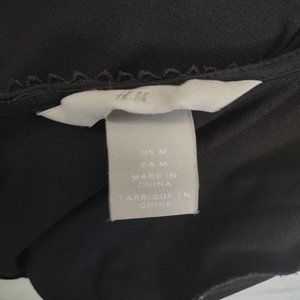 H&M
US M
CA M
MADE IN
CHINA
FABRIQUÉ EN
CHINE